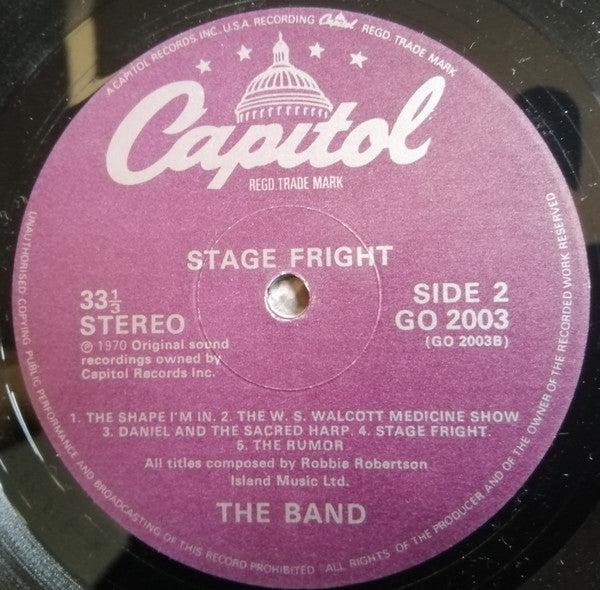 A CAPITOL RECORDS, INC., U.S.A. RECORDING Capitol REGD. TRADE MARK
Capitol
REGD. TRADE MARK
STAGE FRIGHT
33⅓
STEREO
℗ 1970 Original sound
recordings owned by
Capitol Records Inc.
SIDE 2
GO 2003
(GO 2003B)
1. THE SHAPE I'M IN. 2. THE W. S. WALCOTT MEDICINE SHOW
3. DANIEL AND THE SACRED HARP. 4. STAGE FRIGHT.
5. THE RUMOR
All titles composed by Robbie Robertson
Island Music Ltd.
THE BAND
UNAUTHORISED COPYING PUBLIC PERFORMANCE AND BROADCASTING OF THIS RECORD PROHIBITED ALL RIGHTS OF THE PRODUCER AND OF THE OWNER OF THE RECORDED WORK RESERVED